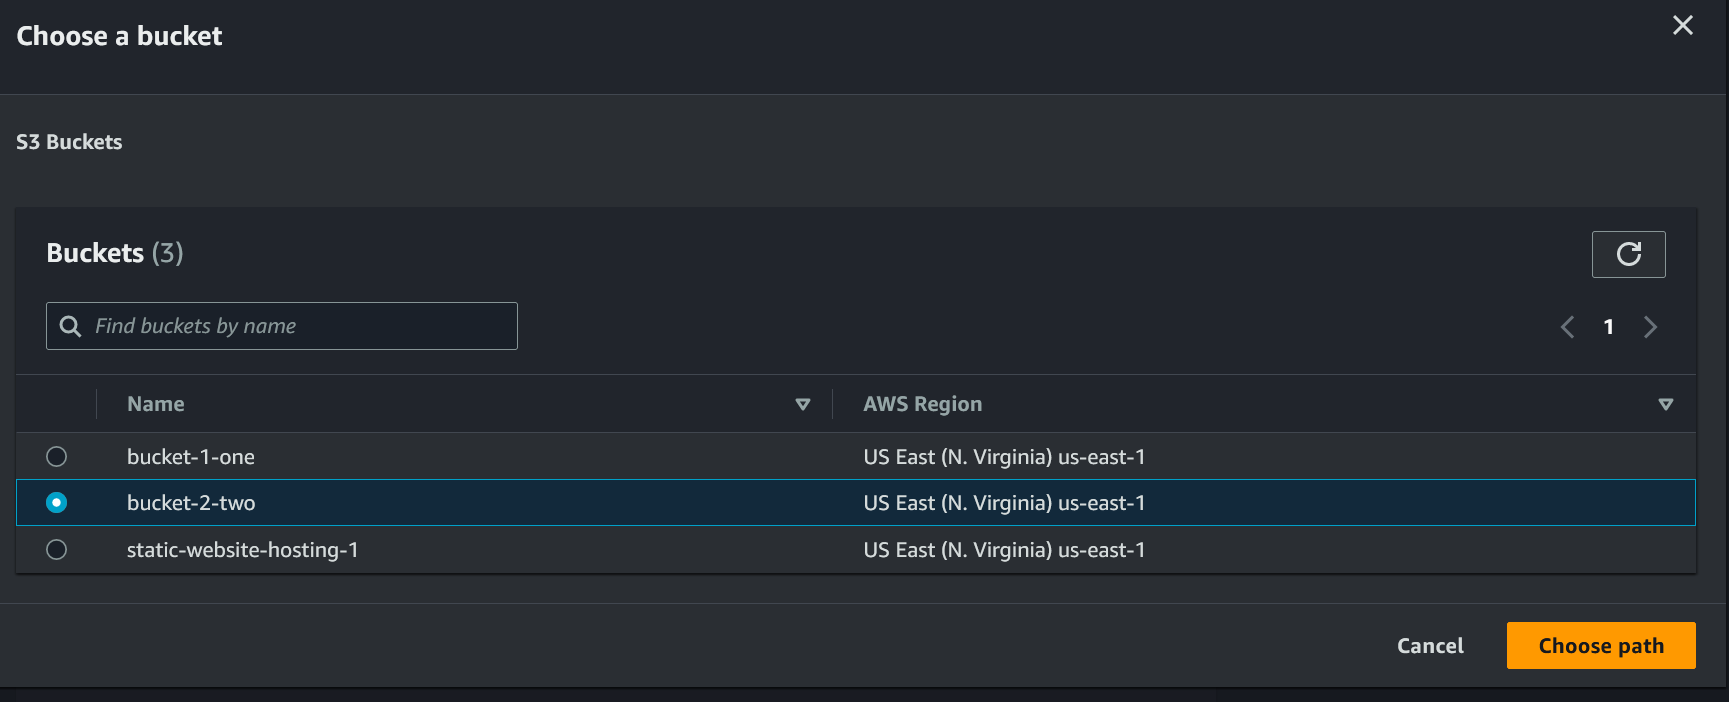 Choose a bucket
S3 Buckets
Buckets (3)
Find buckets by name
1
Name AWS Region
bucket-1-one US East (N. Virginia) us-east-1
bucket-2-two US East (N. Virginia) us-east-1
static-website-hosting-1 US East (N. Virginia) us-east-1
Cancel Choose path